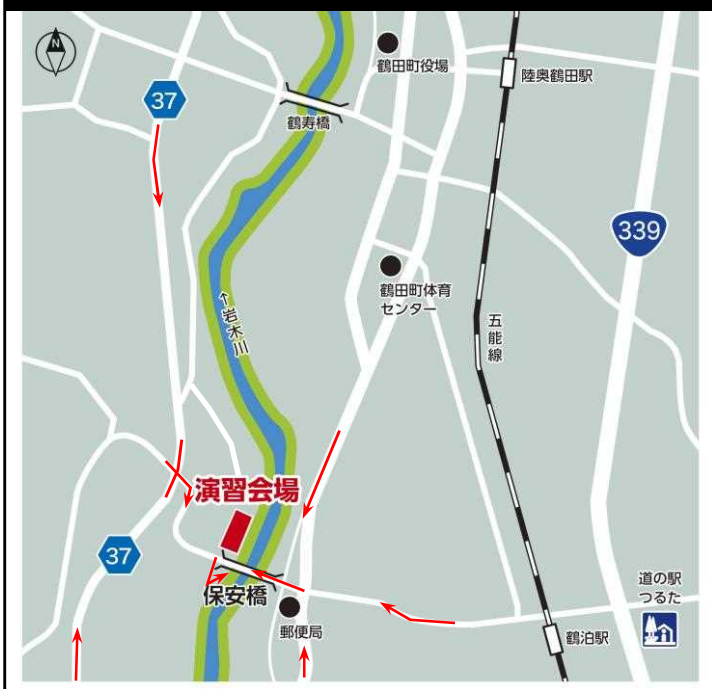 N
鶴田町役場
陸奥鶴田駅
37
鶴寿橋
339
鶴田町体育
センター
↑岩木川
五能線
演習会場
37
保安橋
道の駅
つるた
郵便局
鶴泊駅